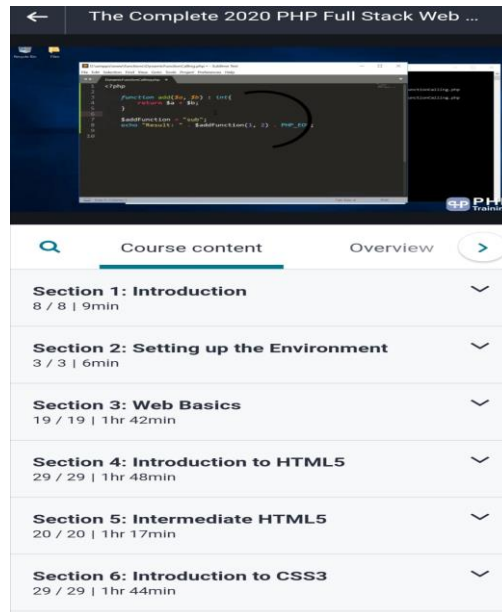 The Complete 2020 PHP Full Stack Web ...
<?php
function add($a, $b) : int{
return $a + $b;
}
$addFunction = "sub";
echo "Result: " . $addFunction(1, 2) . PHP_EO ;
Training
Course content
Overview
Section 1: Introduction
8 / 8 | 9min
Section 2: Setting up the Environment
3 / 3 | 6min
Section 3: Web Basics
19 / 19 | 1hr 42min
Section 4: Introduction to HTML5
29 / 29 | 1hr 48min
Section 5: Intermediate HTML5
20 / 20 | 1hr 17min
Section 6: Introduction to CSS3
29 / 29 | 1hr 44min